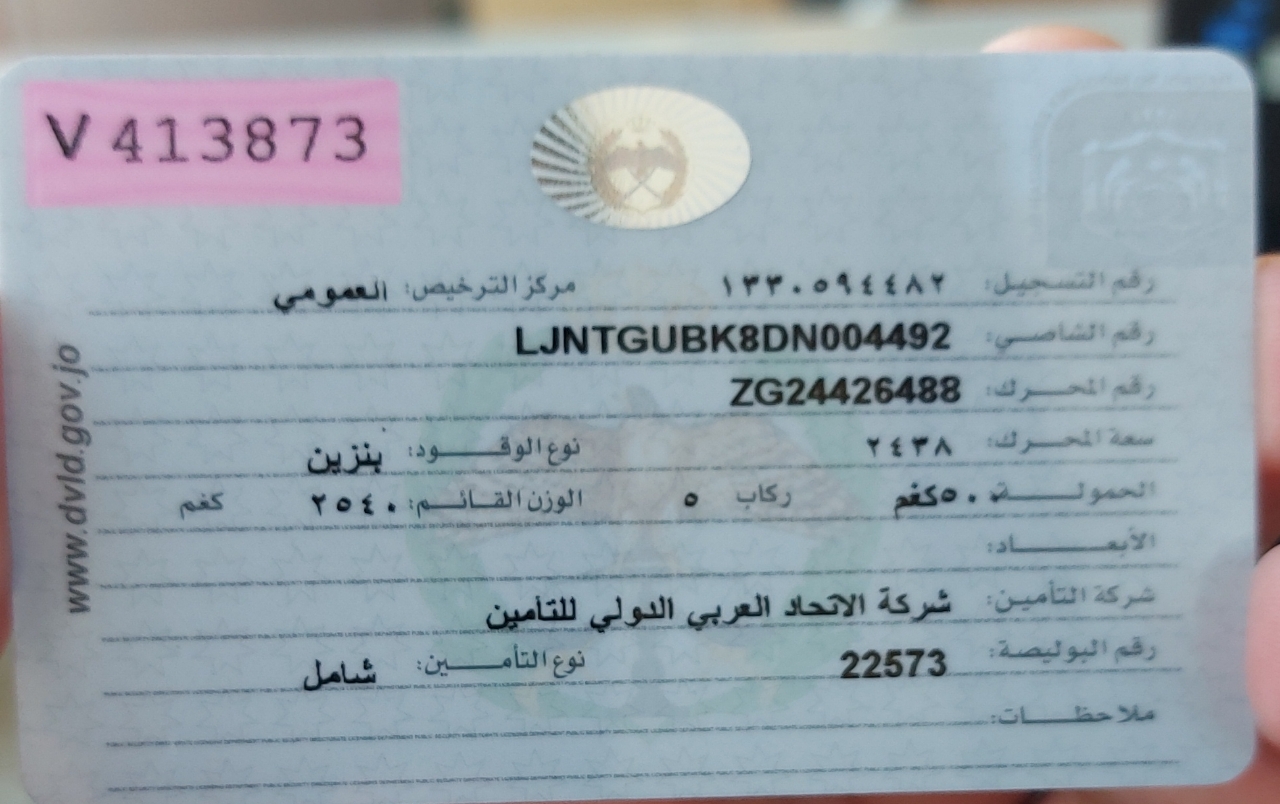 V 413873
رقم التسجيل: ١٣٣٠٥٩٤٤٨٢ مركز الترخيص: العمومي
رقم الشاصي: LJNTGUBK8DN004492
رقم المحرك: ZG24426488
سعة المحرك: ٢٤٣٨ نوع الوقود: بنزين
الحمولة ٥٠٠كغم ركاب ٥ الوزن القائم: ٢٥٤٠ كغم
الأبعاد:
شركة التأمين: شركة الاتحاد العربي الدولي للتأمين
رقم البوليصة: 22573 نوع التأمين: شامل
ملاحظات:
www.dvld.gov.jo